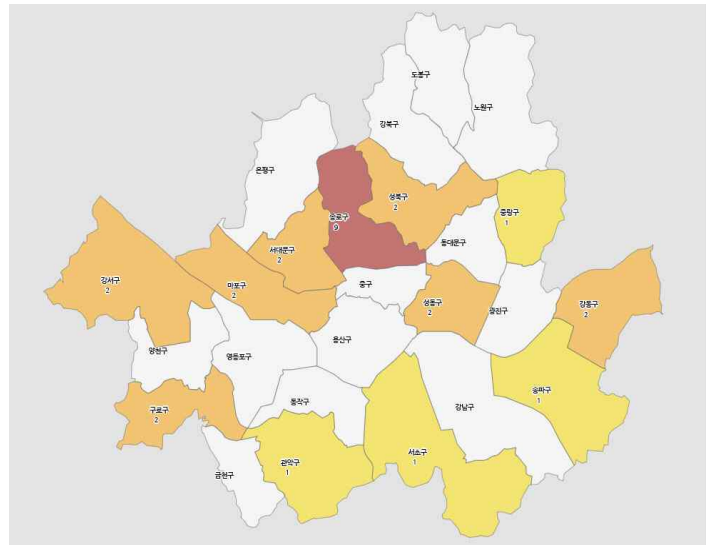 도봉구
노원구
강북구
은평구
성북구
2
종로구
9
중랑구
1
동대문구
서대문구
2
강서구
2
마포구
2
중구
성동구
2
광진구
강동구
2
용산구
양천구
영등포구
송파구
1
동작구
강남구
구로구
2
서초구
1
관악구
1
금천구